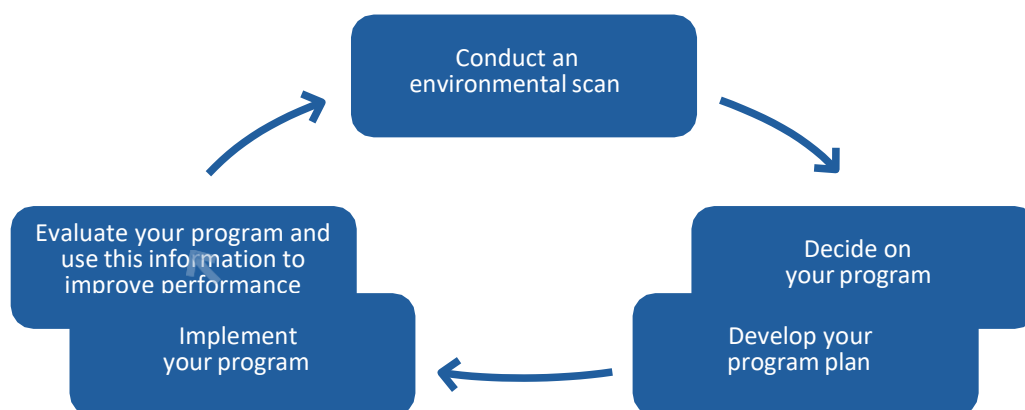 Conduct an
environmental scan
Decide on
your program
Develop your
program plan
Implement
your program
Evaluate your program and
use this information to
improve performance